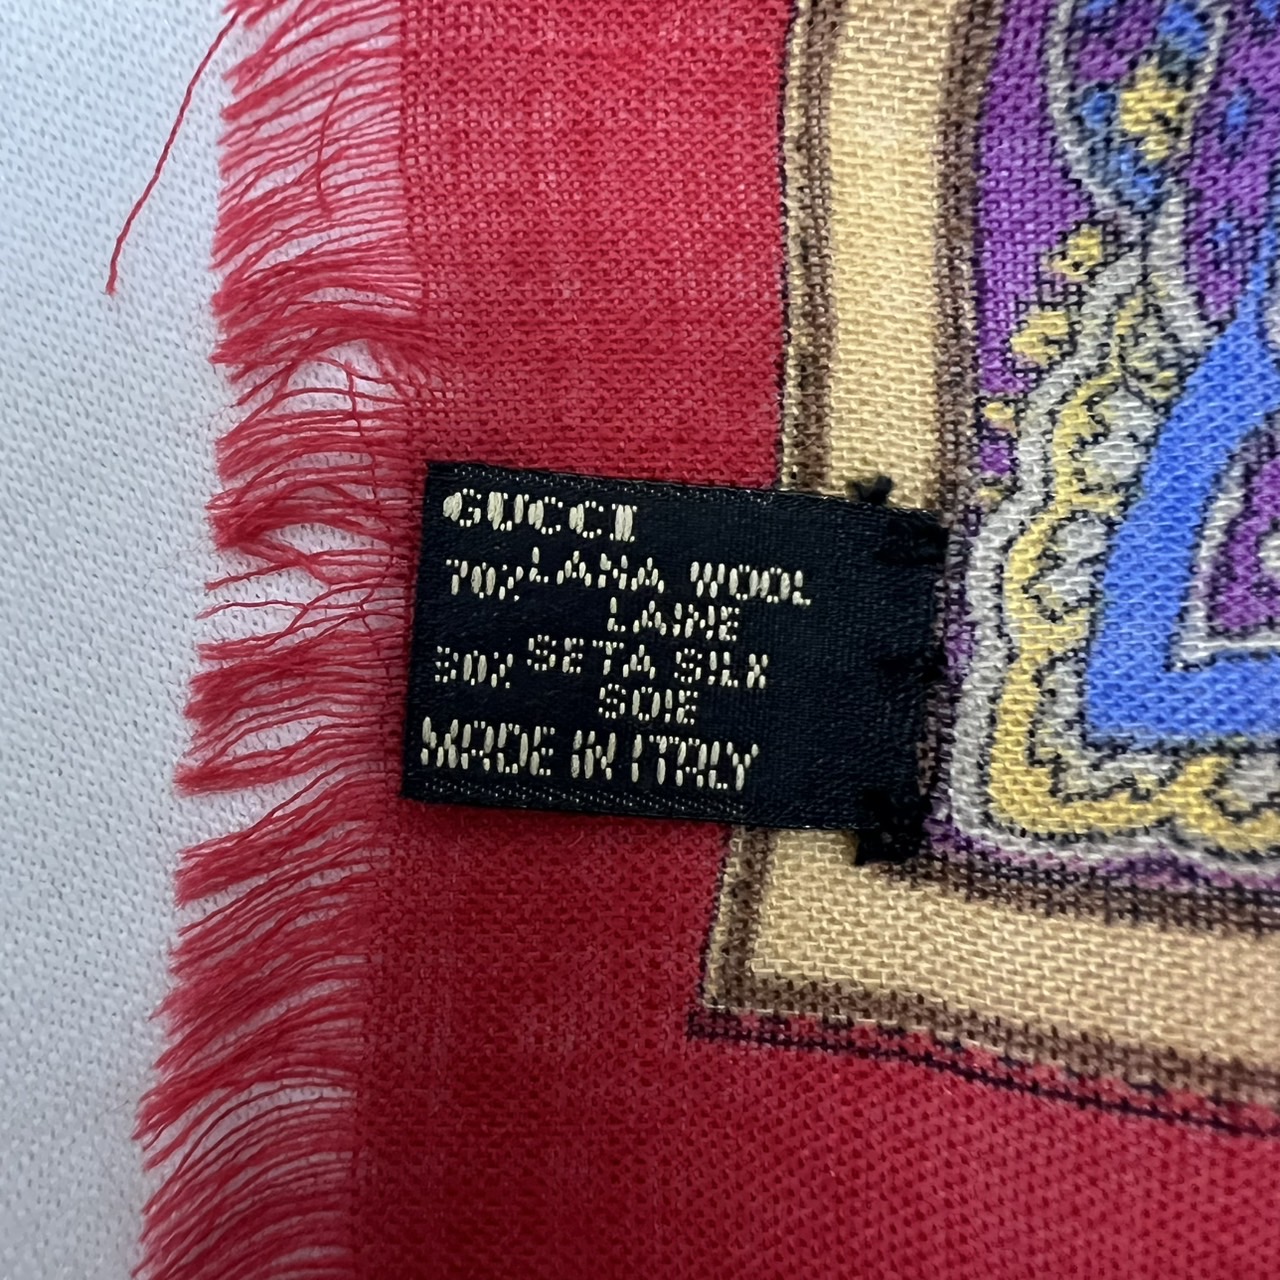 GUCCI
70% LANA WOOL
LAINE
30% SETA SILK
SOIE
MADE IN ITALY